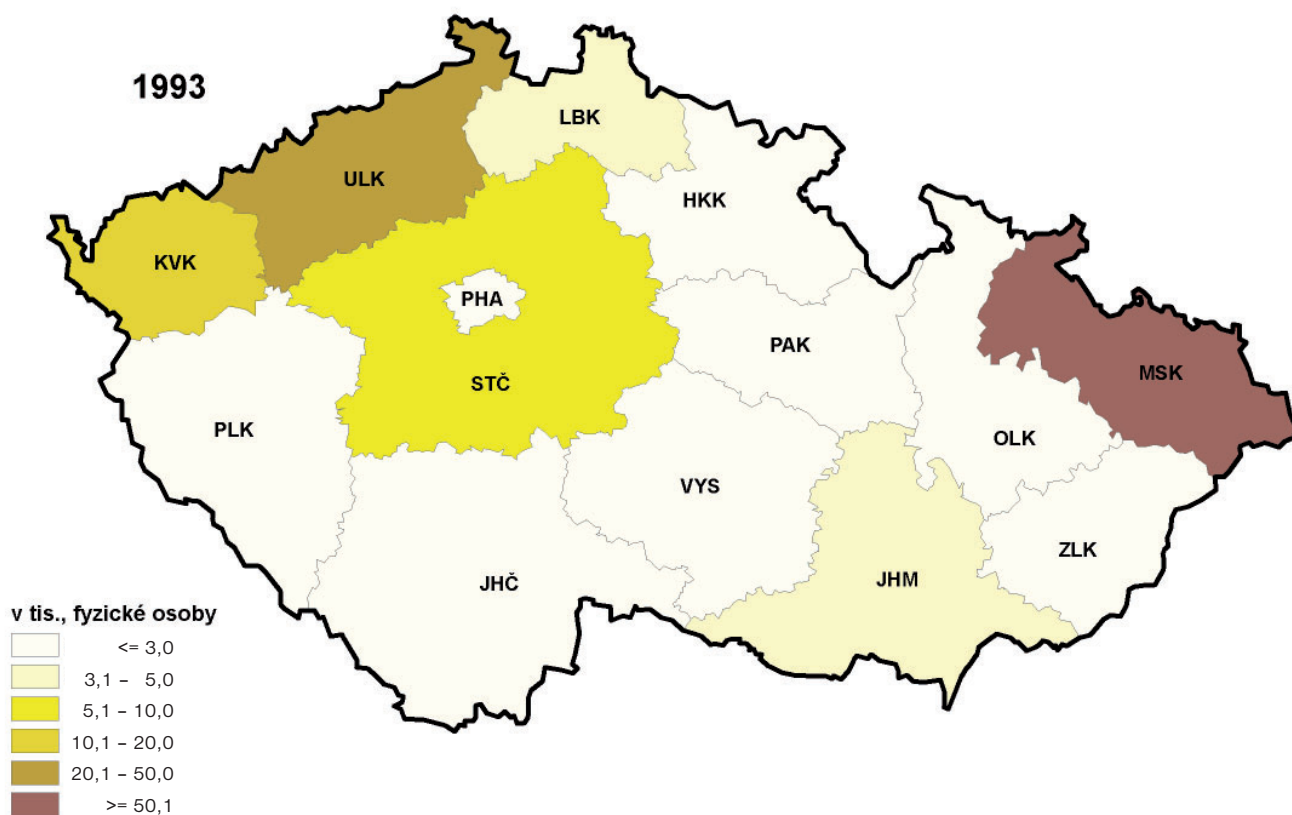 1993
LBK
ULK
HKK
KVK
PHA
PAK
MSK
STČ
PLK
OLK
VYS
ZLK
JHČ
JHM
v tis., fyzické osoby
<= 3,0
3,1 – 5,0
5,1 – 10,0
10,1 – 20,0
20,1 – 50,0
>= 50,1